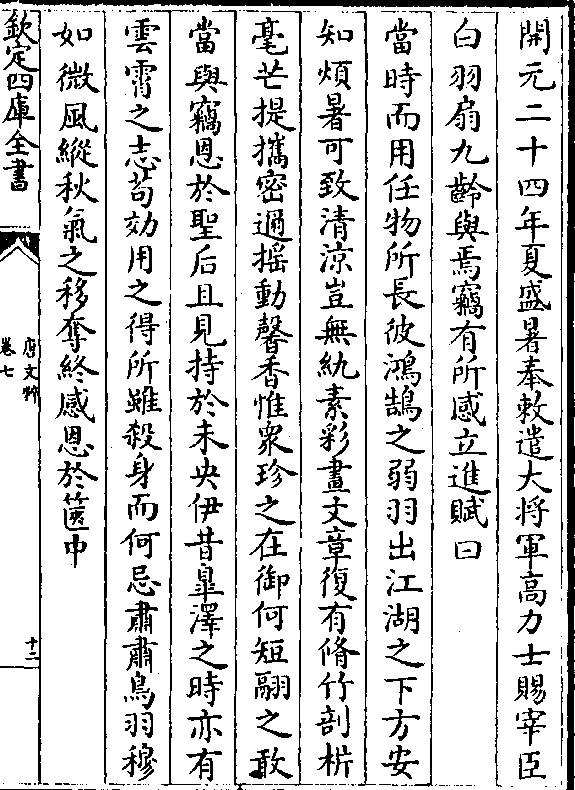 開元二十四年夏盛暑奉敕遣大將軍高力士賜宰臣
白羽扇九齡與焉竊有所感立進賦曰
當時而用任物所長彼鴻鵠之弱羽出江湖之下方安
知煩暑可致清涼豈無紈素彩畫文章復有脩竹剖析
毫芒提攜密邇搖動馨香惟衆珍之在御何短翮之敢
當與竊恩於聖后且見持於未央伊昔臯澤之時亦有
雲霄之志苟効用之得所雖殺身而何忌肅肅鳥羽穆
如微風縱秋氣之移奪終感恩於篋中
欽定四庫全書
唐文粹
卷七
十二